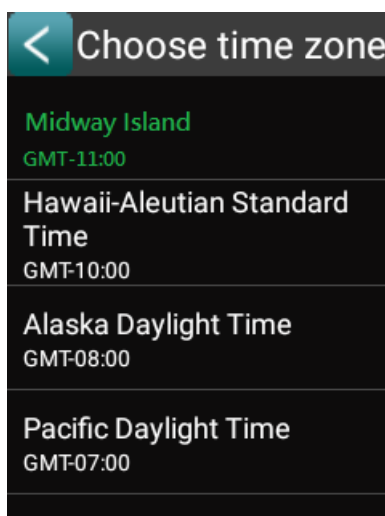 Choose time zone
Midway Island
GMT-11:00
Hawaii-Aleutian Standard
Time
GMT-10:00
Alaska Daylight Time
GMT-08:00
Pacific Daylight Time
GMT-07:00